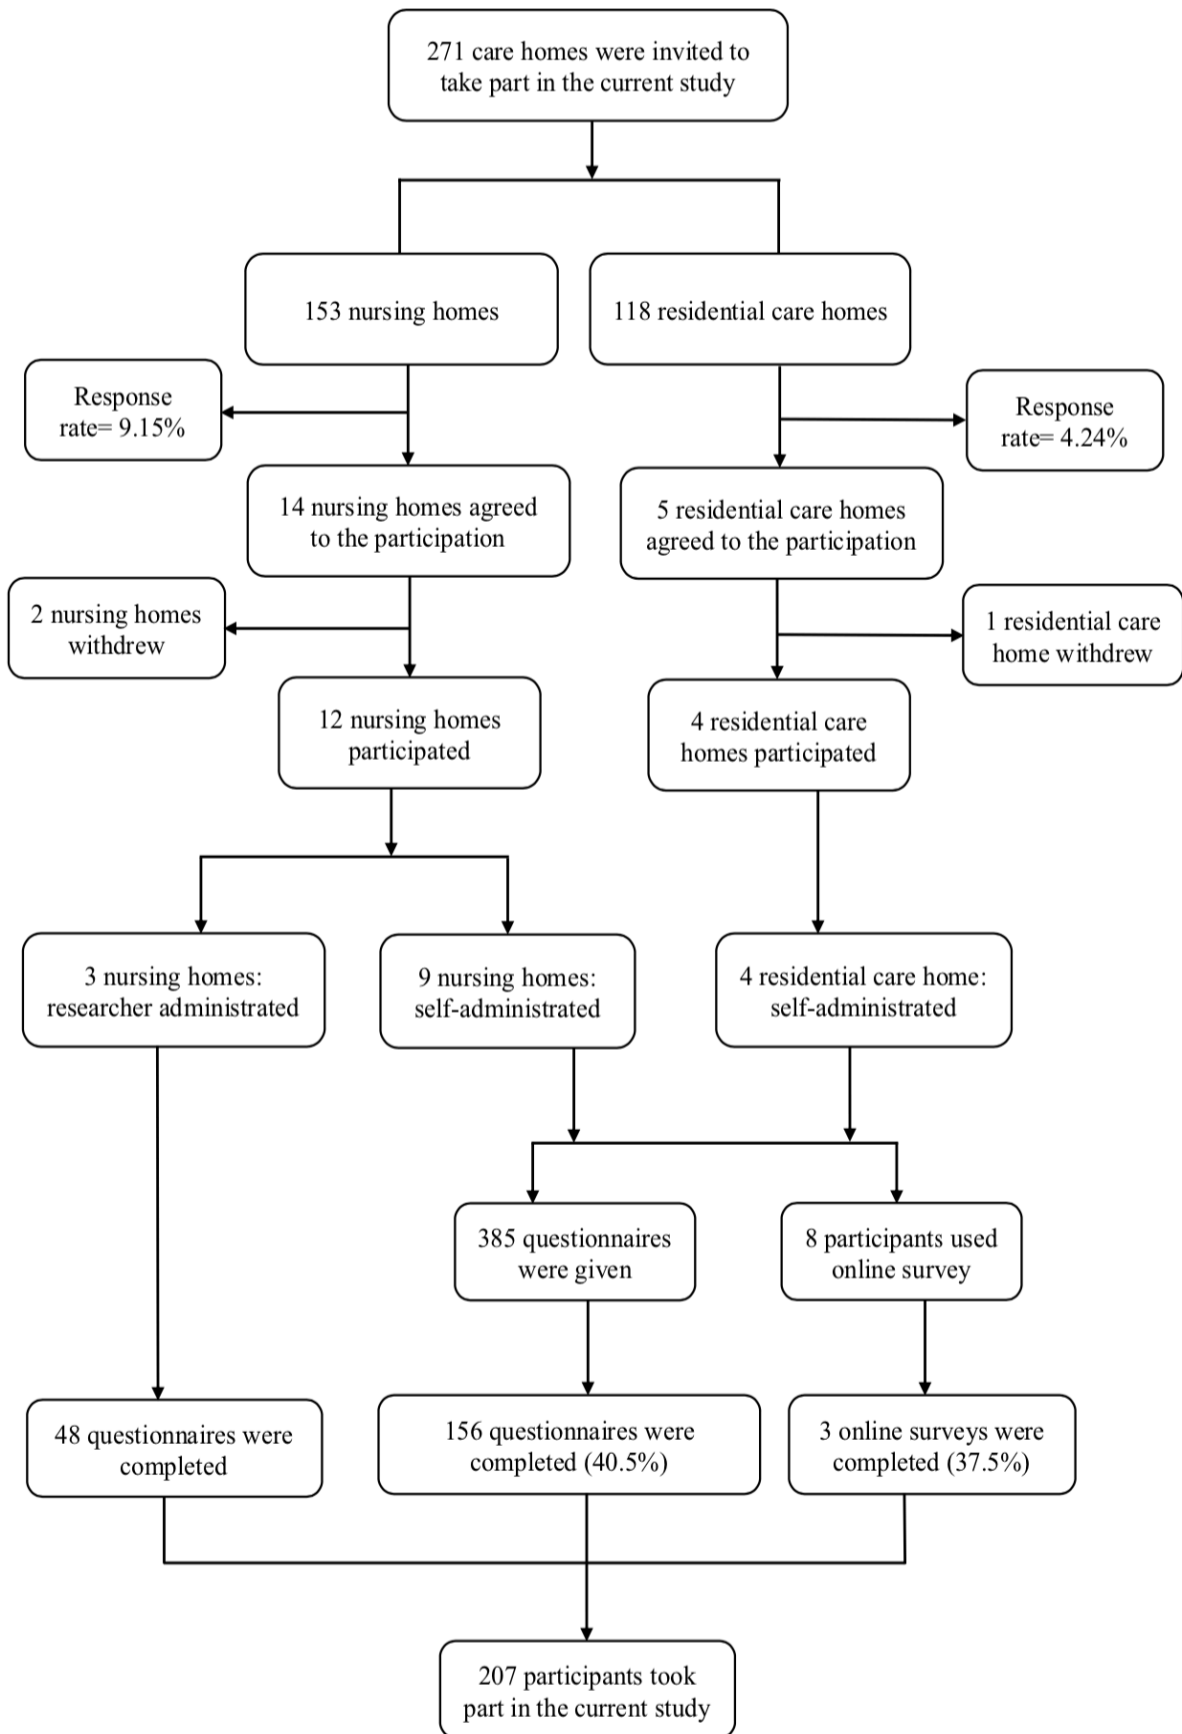 271 care homes were invited to
take part in the current study
153 nursing homes
118 residential care homes
Response
rate= 9.15%
Response
rate= 4.24%
14 nursing homes agreed
to the participation
5 residential care homes
agreed to the participation
2 nursing homes
withdrew
1 residential care
home withdrew
12 nursing homes
participated
4 residential care
homes participated
3 nursing homes:
researcher administrated
9 nursing homes:
self-administrated
4 residential care home:
self-administrated
385 questionnaires
were given
8 participants used
online survey
48 questionnaires were
completed
156 questionnaires were
completed (40.5%)
3 online surveys were
completed (37.5%)
207 participants took
part in the current study